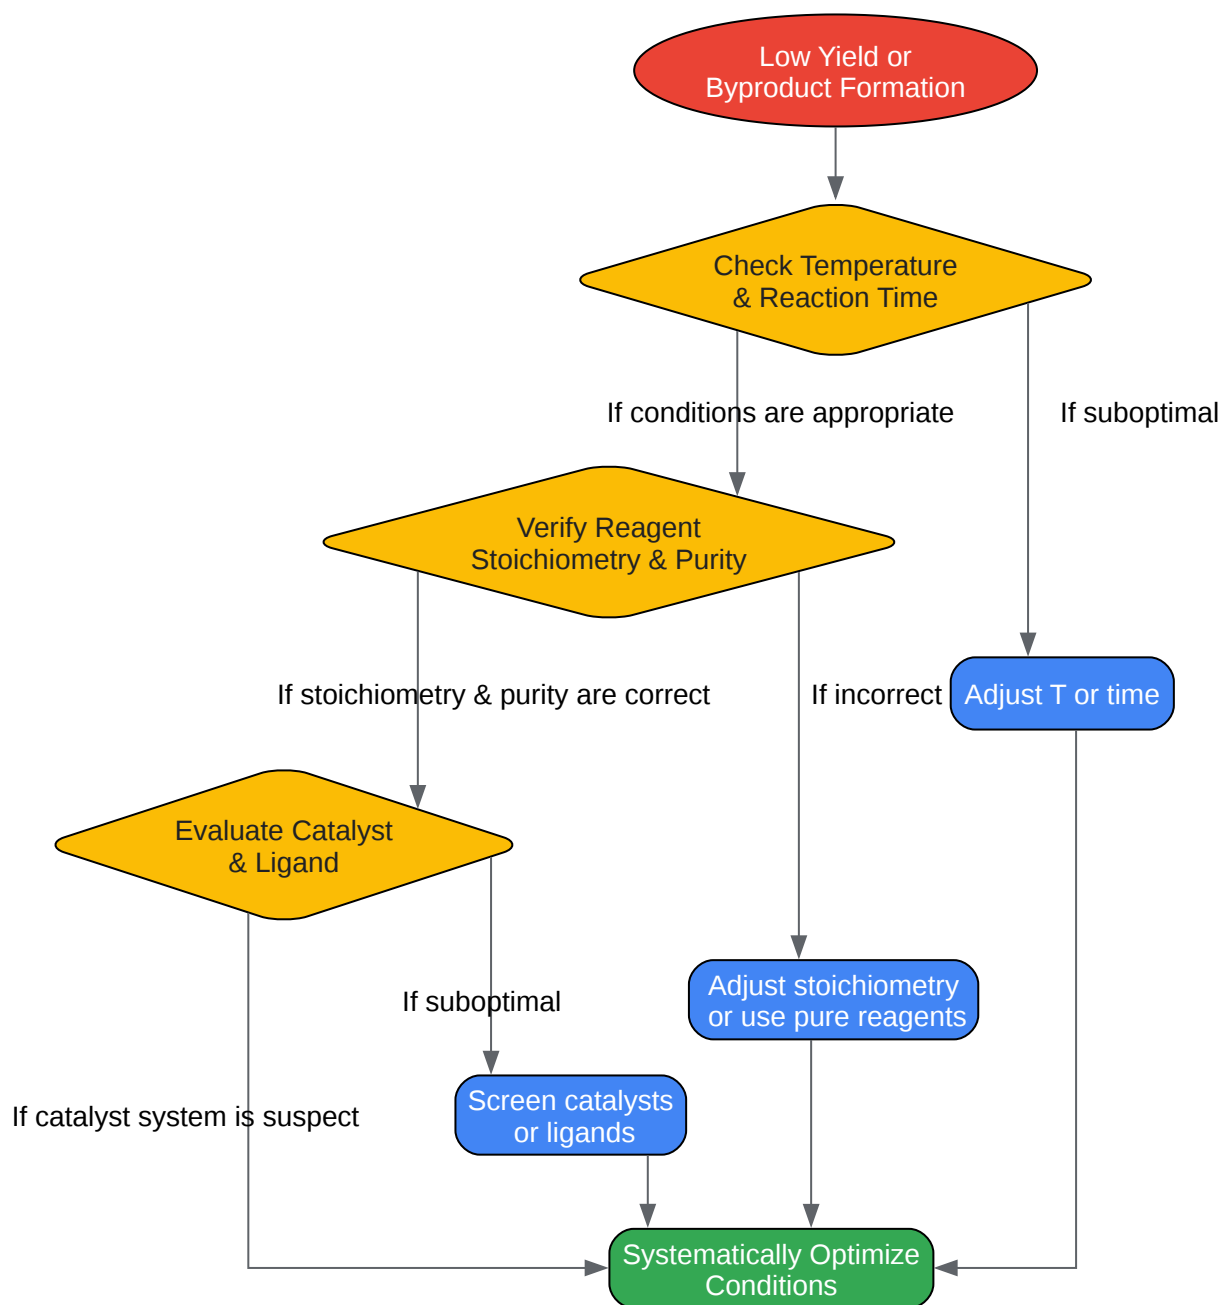 Low Yield or
Byproduct Formation
Check Temperature
& Reaction Time
If conditions are appropriate
If suboptimal
Verify Reagent
Stoichiometry & Purity
If stoichiometry & purity are correct
If incorrect
Adjust T or time
Evaluate Catalyst
& Ligand
If suboptimal
Adjust stoichiometry
or use pure reagents
If catalyst system is suspect
Screen catalysts
or ligands
Systematically Optimize
Conditions